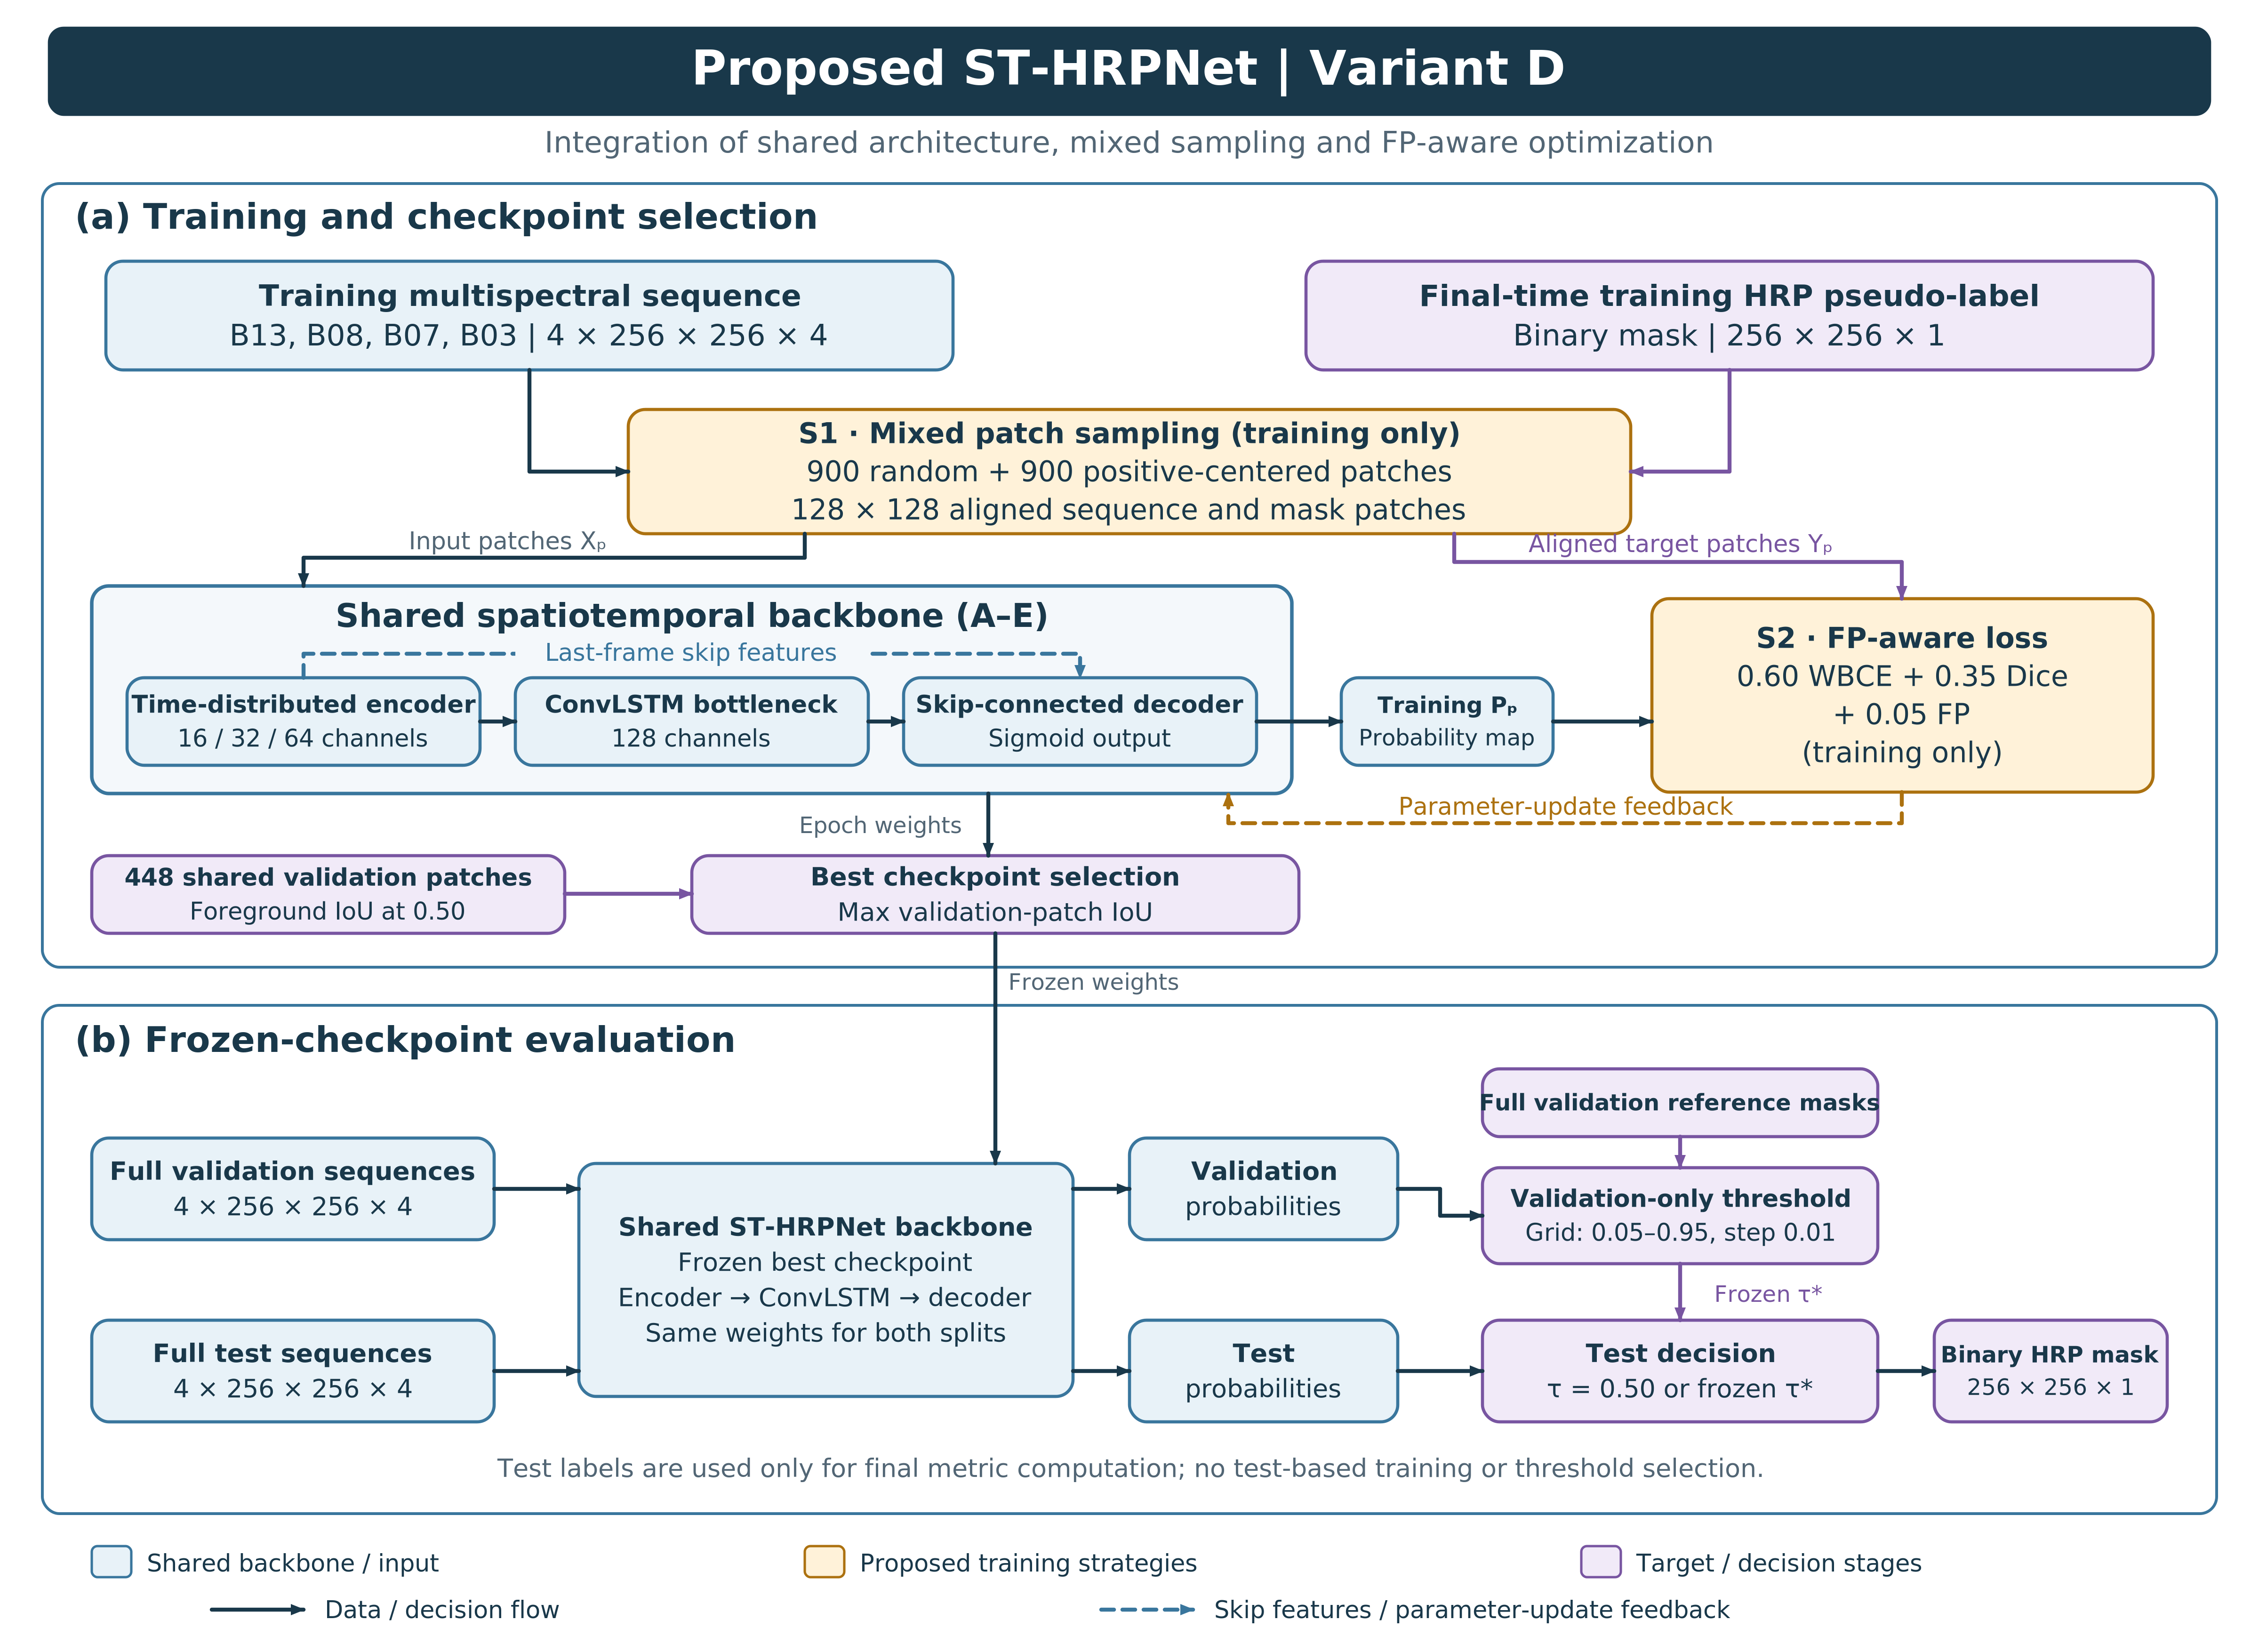 Proposed ST-HRPNet | Variant D
Integration of shared architecture, mixed sampling and FP-aware optimization
(a) Training and checkpoint selection
Training multispectral sequence
B13, B08, B07, B03 | 4 × 256 × 256 × 4
Final-time training HRP pseudo-label
Binary mask | 256 × 256 × 1
S1 · Mixed patch sampling (training only)
900 random + 900 positive-centered patches
128 × 128 aligned sequence and mask patches
Input patches Xₚ
Aligned target patches Yₚ
Shared spatiotemporal backbone (A–E)
Last-frame skip features
Time-distributed encoder
16 / 32 / 64 channels
ConvLSTM bottleneck
128 channels
Skip-connected decoder
Sigmoid output
Training Pₚ
Probability map
S2 · FP-aware loss
0.60 WBCE + 0.35 Dice
+ 0.05 FP
(training only)
Parameter-update feedback
Epoch weights
448 shared validation patches
Foreground IoU at 0.50
Best checkpoint selection
Max validation-patch IoU
Frozen weights
(b) Frozen-checkpoint evaluation
Full validation sequences
4 × 256 × 256 × 4
Full test sequences
4 × 256 × 256 × 4
Shared ST-HRPNet backbone
Frozen best checkpoint
Encoder → ConvLSTM → decoder
Same weights for both splits
Validation
probabilities
Test
probabilities
Full validation reference masks
Validation-only threshold
Grid: 0.05–0.95, step 0.01
Frozen τ*
Test decision
τ = 0.50 or frozen τ*
Binary HRP mask
256 × 256 × 1
Test labels are used only for final metric computation; no test-based training or threshold selection.
Shared backbone / input
Proposed training strategies
Target / decision stages
Data / decision flow
Skip features / parameter-update feedback